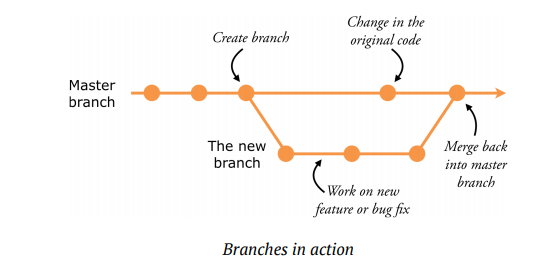 Change in the
original code
Create branch
Master
branch
The new
branch
Merge back
into master
branch
Work on new
feature or bug fix
Branches in action